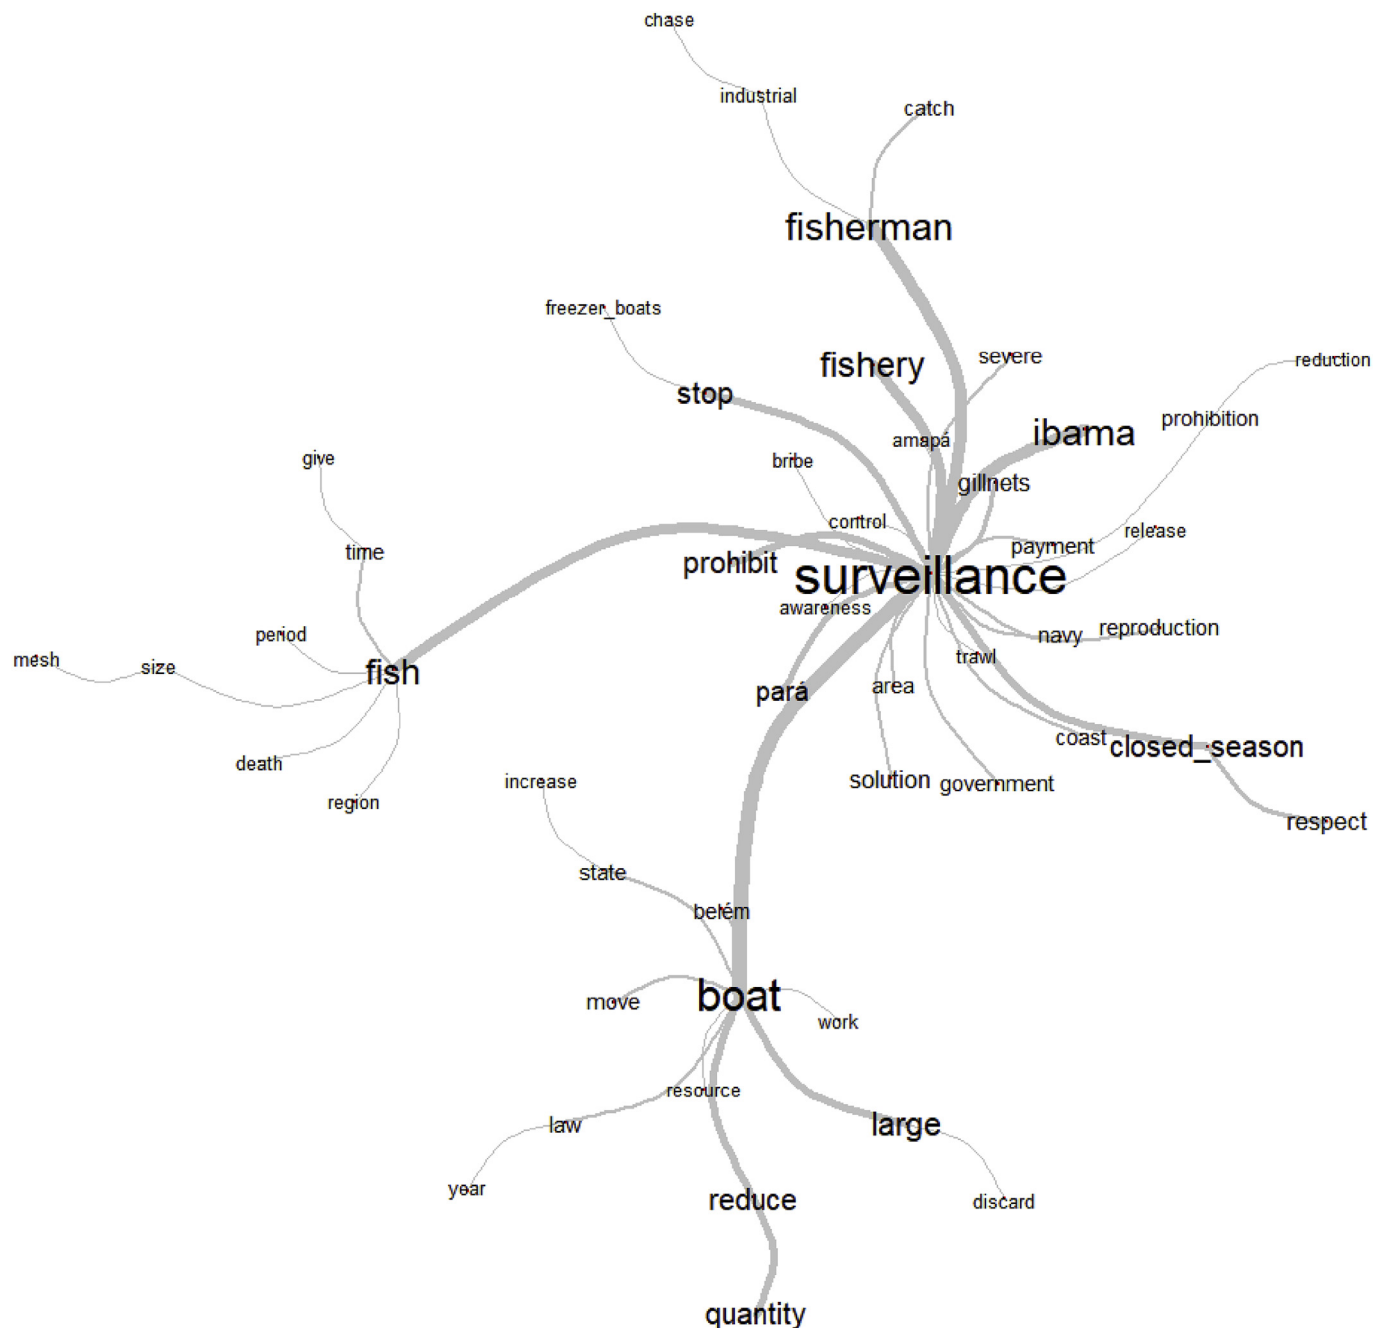 chase
industrial
catch
fisherman
freezer_boats
severe
fishery
reduction
stop
prohibition
ibama
amapá
give
bribe
gillnets
control
release
time
payment
prohibit
surveillance
awareness
reproduction
period
navy
mesh
size
trawl
fish
area
pará
coast
closed_season
death
solution
government
increase
region
respect
state
belém
boat
move
work
resource
law
large
year
reduce
discard
quantity